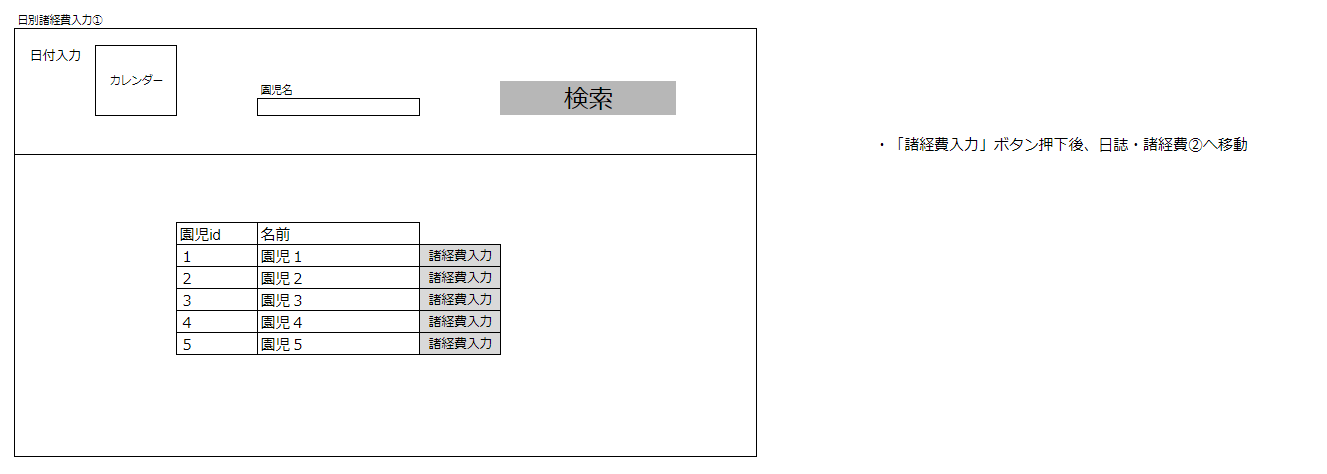 日別諸経費入力①
日付入力
カレンダー
園児名
検索
・「諸経費入力」ボタン押下後、日誌・諸経費②へ移動
園児id 名前
1 園児１ 諸経費入力
2 園児２ 諸経費入力
3 園児３ 諸経費入力
4 園児４ 諸経費入力
5 園児５ 諸経費入力